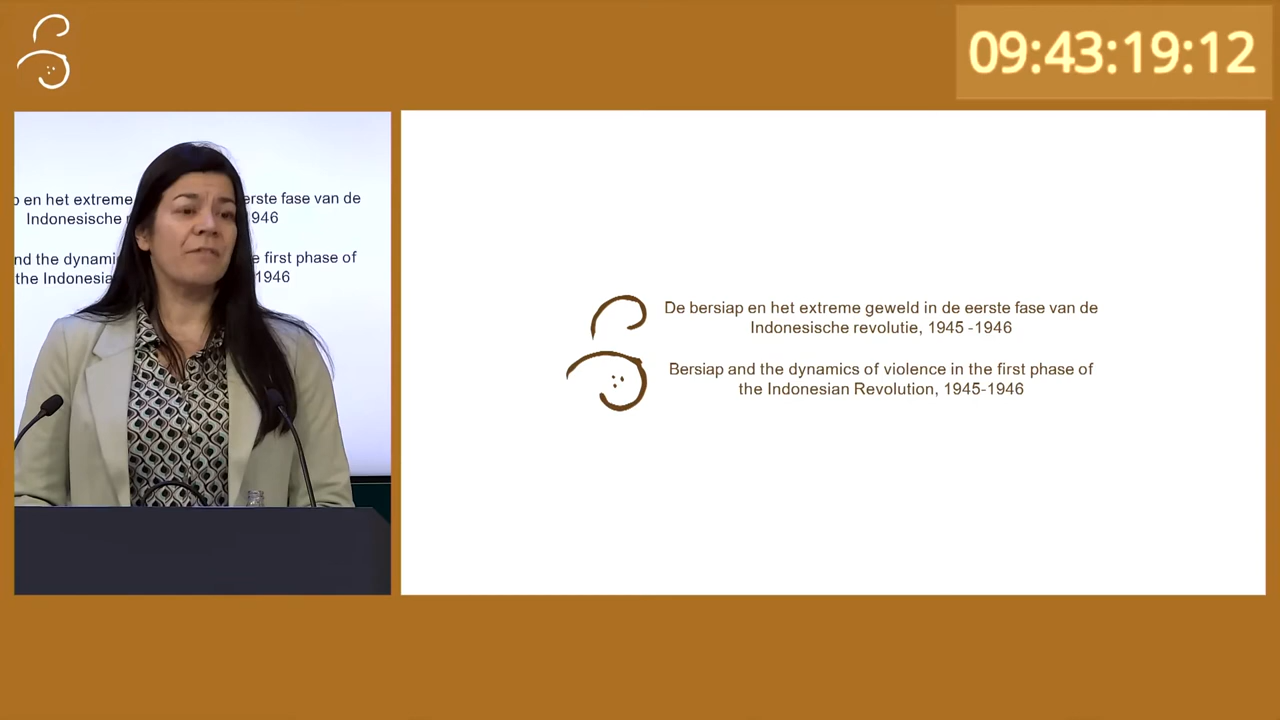 09:43:19:12
en het extreme erste fase van de
Indonesische 946
nd the dynami e first phase of
the Indonesia 1946
De bersiap en het extreme geweld in de eerste fase van de
Indonesische revolutie, 1945 -1946
Bersiap and the dynamics of violence in the first phase of
the Indonesian Revolution, 1945-1946